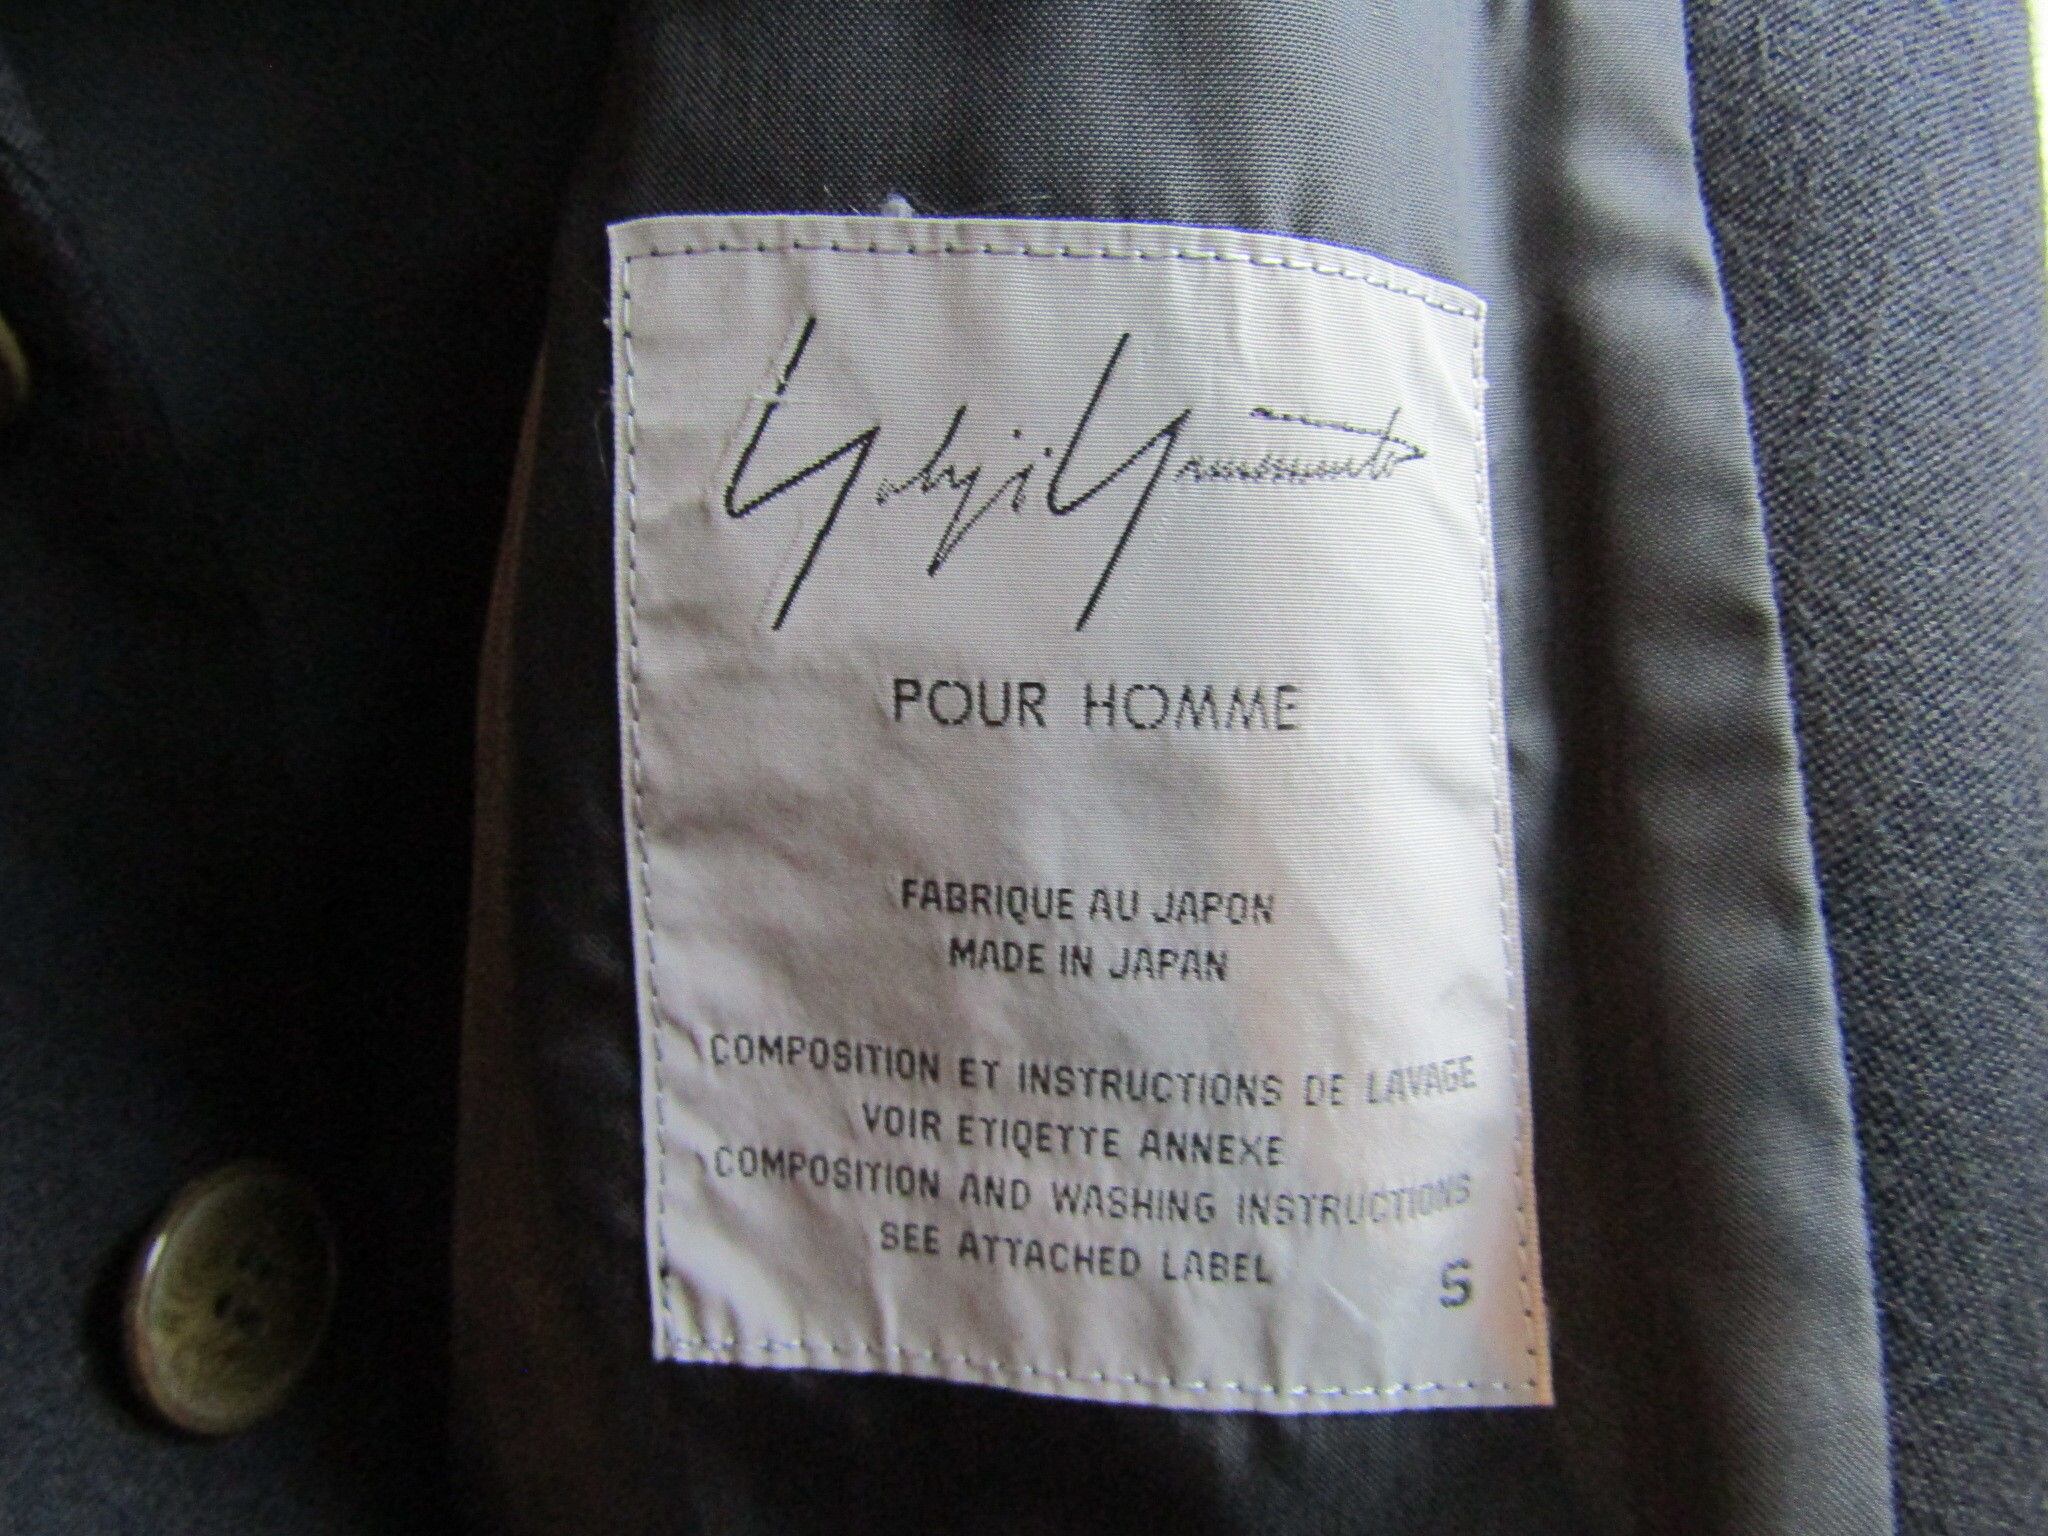 Yohji Yamamoto
POUR HOMME
FABRIQUE AU JAPON
MADE IN JAPAN
COMPOSITION ET INSTRUCTIONS DE LAVAGE
VOIR ETIQETTE ANNEXE
COMPOSITION AND WASHING INSTRUCTIONS
SEE ATTACHED LABEL
S